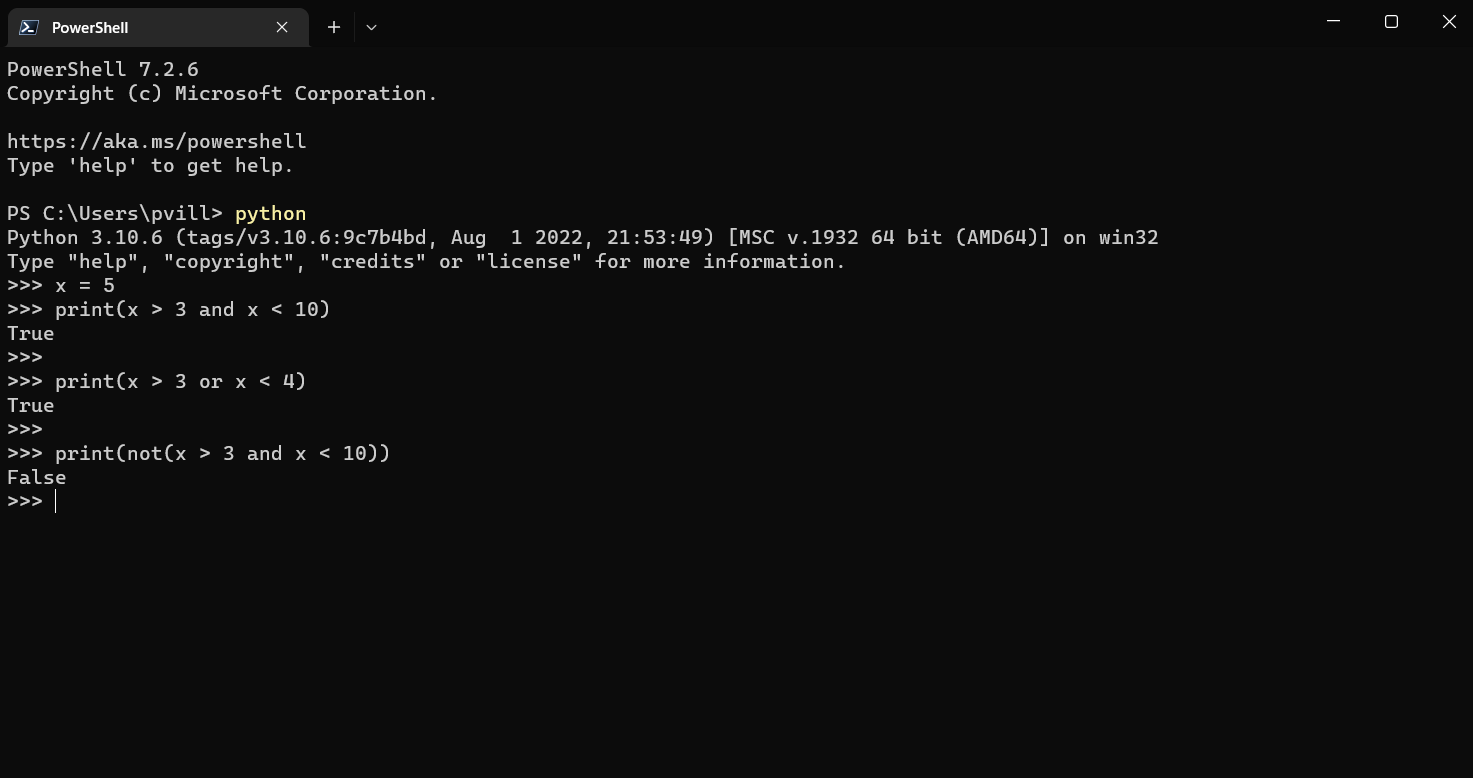 PowerShell
PowerShell 7.2.6
Copyright (c) Microsoft Corporation.
https://aka.ms/powershell
Type 'help' to get help.
PS C:\Users\pvill> python
Python 3.10.6 (tags/v3.10.6:9c7b4bd, Aug  1 2022, 21:53:49) [MSC v.1932 64 bit (AMD64)] on win32
Type "help", "copyright", "credits" or "license" for more information.
>>> x = 5
>>> print(x > 3 and x < 10)
True
>>>
>>> print(x > 3 or x < 4)
True
>>>
>>> print(not(x > 3 and x < 10))
False
>>>